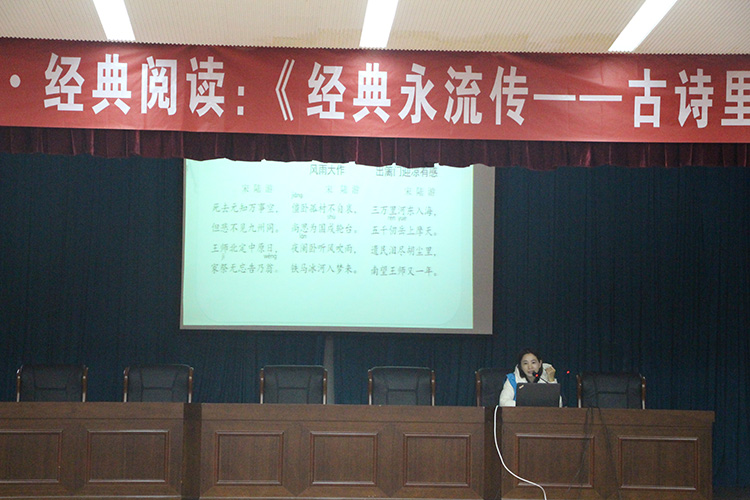 ·经典阅读：《经典永流传——古诗里
风雨大作 出篱门迎凉有感
宋 陆游 宋 陆游 宋 陆游
死去元知万事空， 僵卧孤村不自哀， 三万里河东入海，
但悲不见九州同。 尚思为国戍轮台。 五千仞岳上摩天。
王师北定中原日， 夜阑卧听风吹雨， 遗民泪尽胡尘里，
家祭无忘告乃翁。 铁马冰河入梦来。 南望王师又一年。